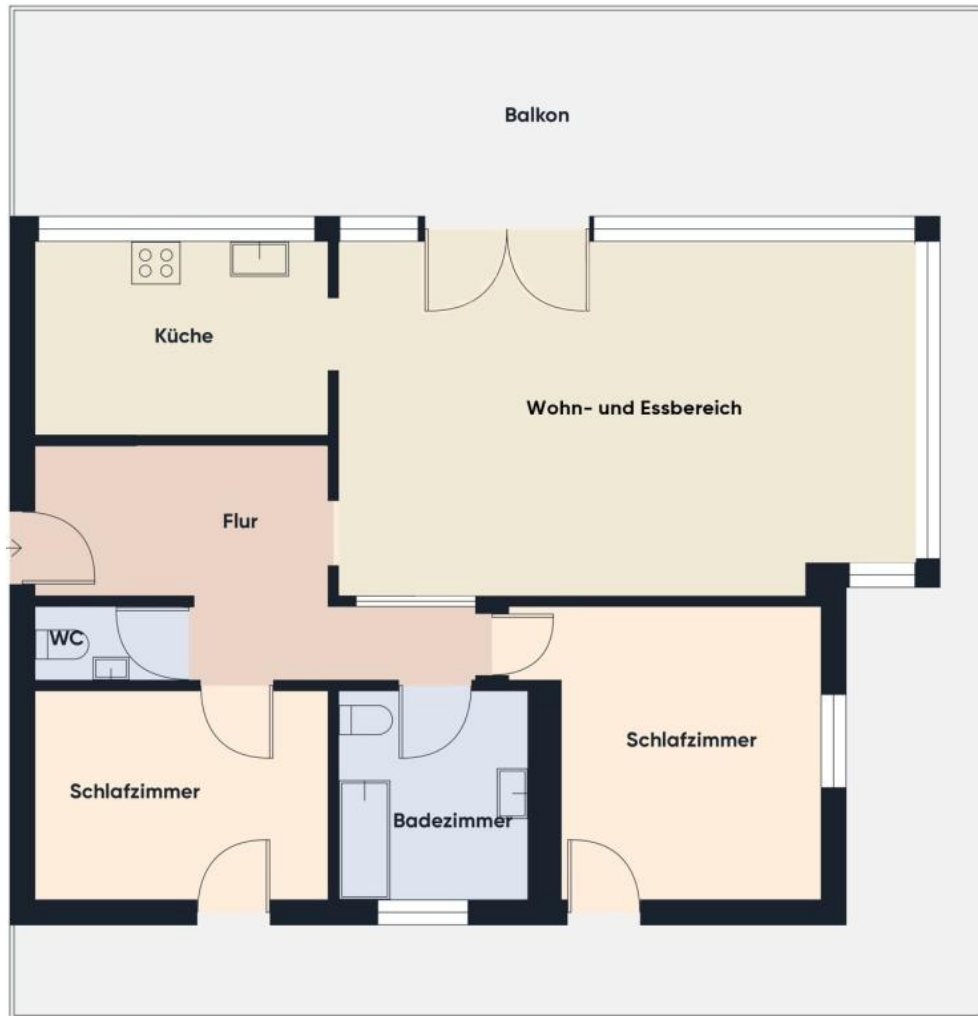 Balkon
Küche
Wohn- und Essbereich
Flur
WC
Schlafzimmer
Schlafzimmer
Badezimmer